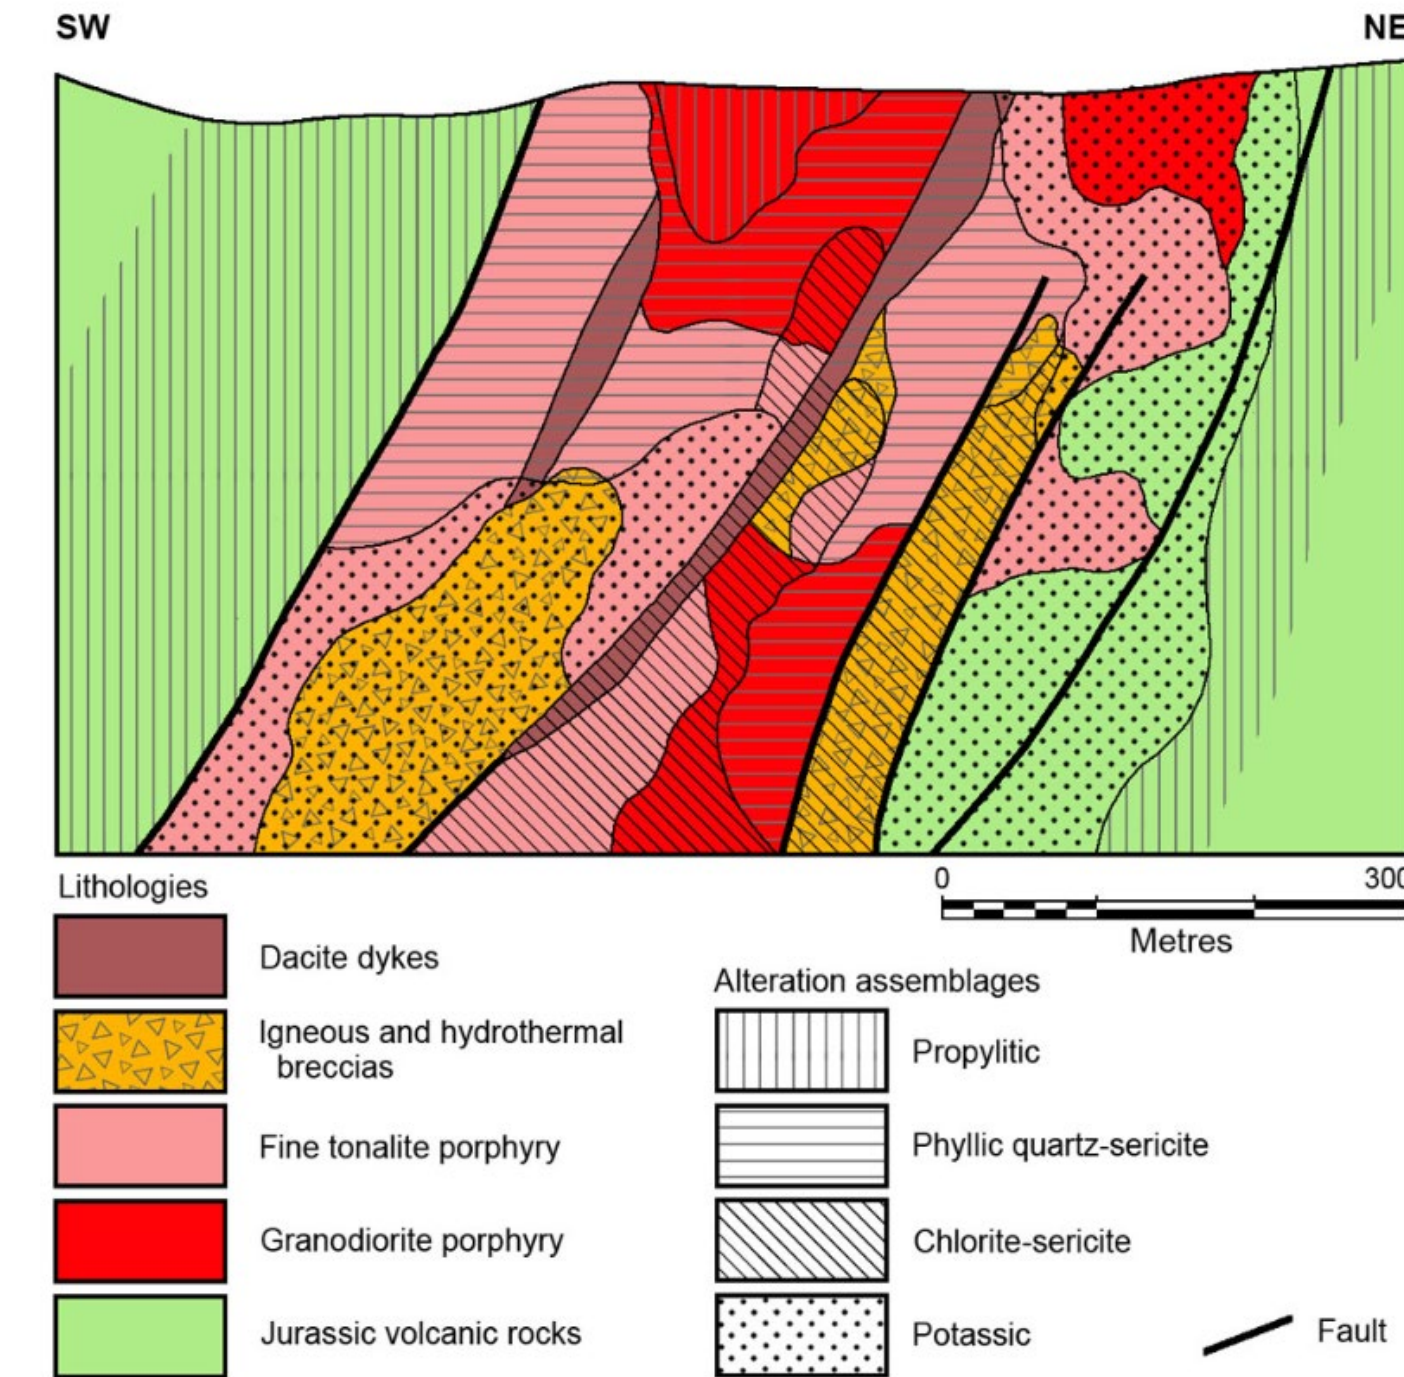 SW
NE
0
300
Metres
Lithologies
Dacite dykes
Igneous and hydrothermal
breccias
Fine tonalite porphyry
Granodiorite porphyry
Jurassic volcanic rocks
Alteration assemblages
Propylitic
Phyllic quartz-sericite
Chlorite-sericite
Potassic
Fault